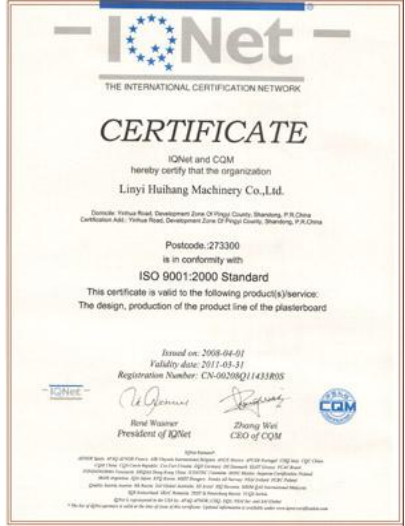 IQNet
THE INTERNATIONAL CERTIFICATION NETWORK
CERTIFICATE
IQNet and CQM
hereby certify that the organization
Linyi Huihang Machinery Co.,Ltd.
Domicile: Yinhua Road, Development Zone Of Pingyi County, Shandong, P.R.China
Certification Add.: Yinhua Road, Development Zone Of Pingyi County, Shandong, P.R.China
Postcode.:273300
is in conformity with
ISO 9001:2000 Standard
This certificate is valid to the following product(s)/service:
The design, production of the product line of the plasterboard
Issued on: 2008-04-01
Validity date: 2011-03-31
Registration Number: CN-00208Q11433R0S
IQNet
CQM
René Wasmer
President of IQNet
Zhang Wei
CEO of CQM